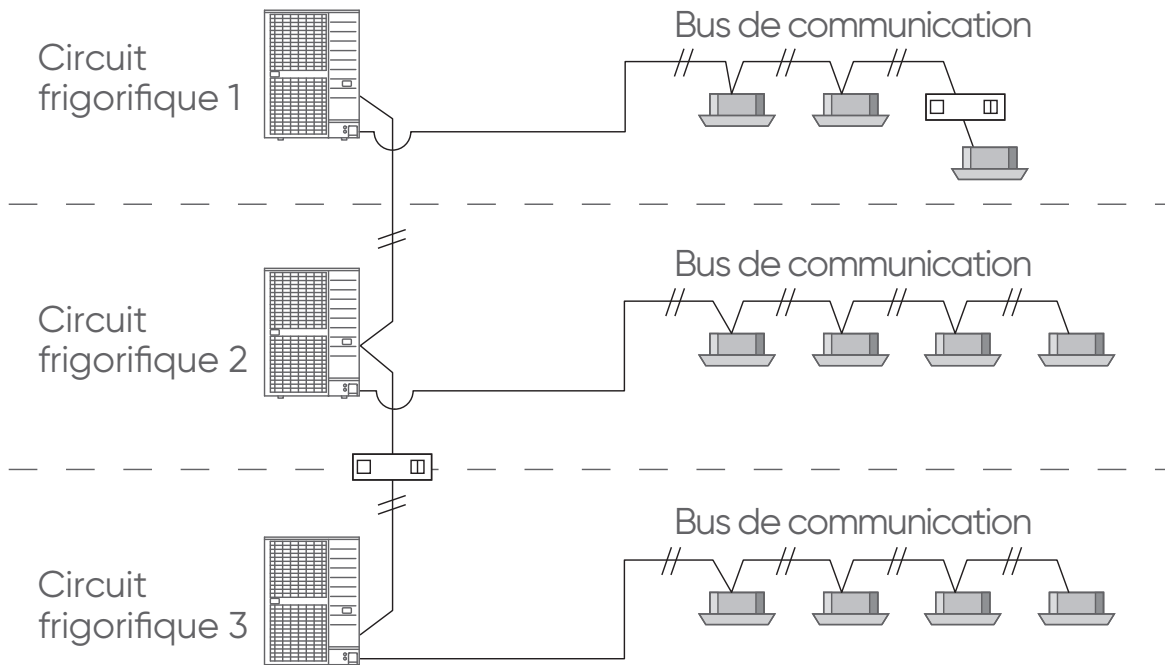 Bus de communication
Circuit
frigorifique 1
Bus de communication
Circuit
frigorifique 2
Bus de communication
Circuit
frigorifique 3